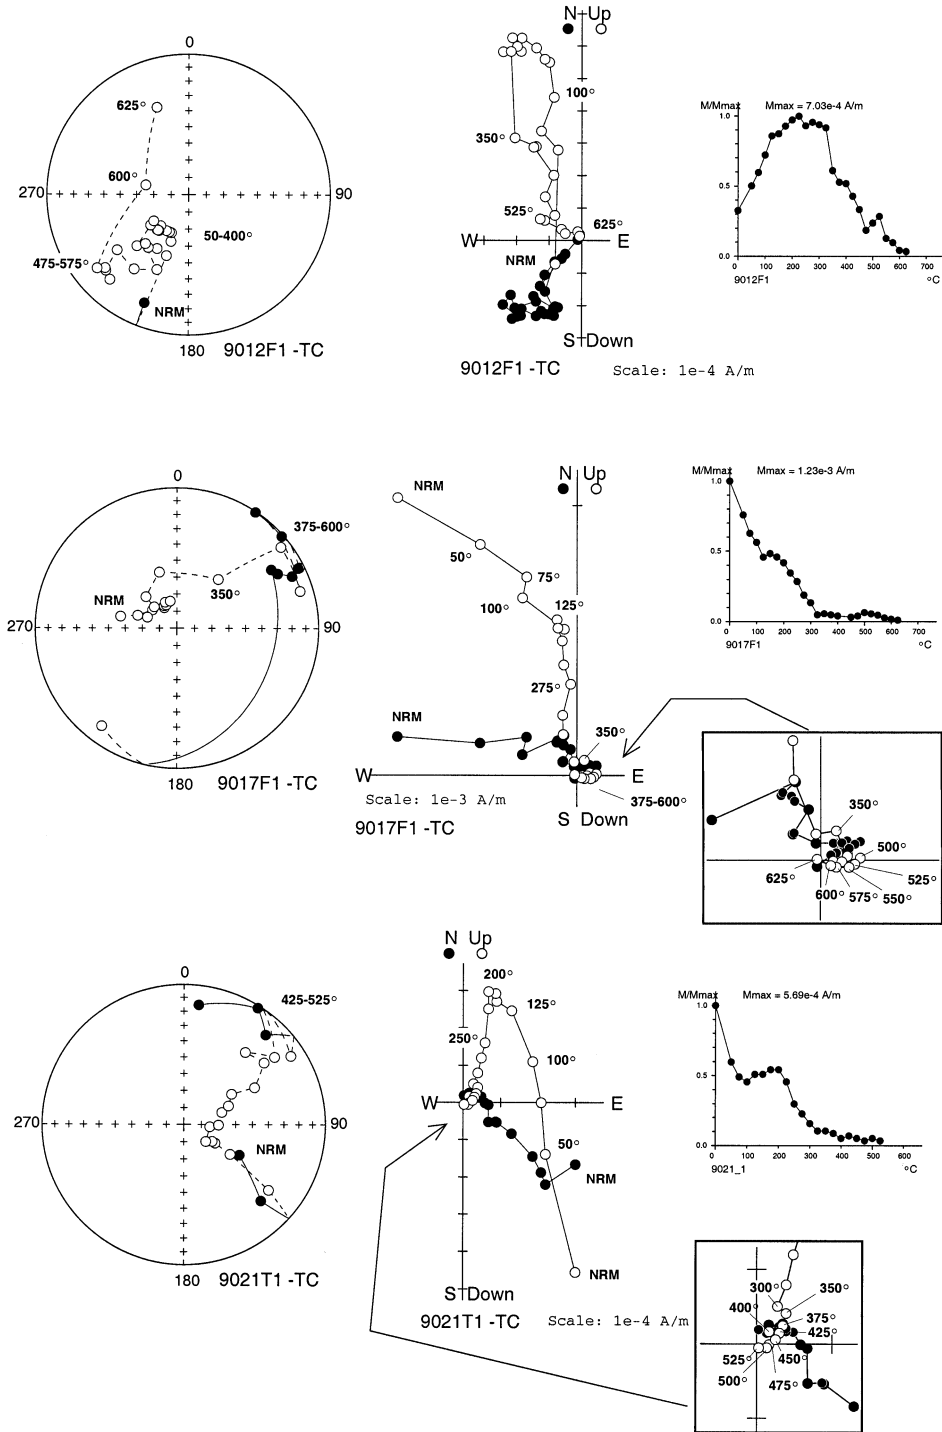 0
625°
600°
270
90
50-400°
475-575°
NRM
180
9012F1 -TC
N Up
100°
350°
525°
625°
W
E
NRM
S Down
9012F1 -TC
Scale: 1e-4 A/m
M/Mmax
Mmax = 7.03e-4 A/m
1.0
0.5
0.0
0 100 200 300 400 500 600 700
9012F1
°C
0
375-600°
350°
NRM
270
90
180
9017F1 -TC
N Up
NRM
50°
75°
100°
125°
275°
NRM
350°
W
E
375-600°
Scale: 1e-3 A/m
S Down
9017F1 -TC
M/Mmax
Mmax = 1.23e-3 A/m
1.0
0.5
0.0
0 100 200 300 400 500 600 700
9017F1
°C
350°
500°
625°
525°
600° 575° 550°
0
425-525°
270
90
NRM
180
9021T1 -TC
N Up
200°
125°
250°
100°
W
E
50°
NRM
NRM
S Down
9021T1 -TC
Scale: 1e-4 A/m
M/Mmax
Mmax = 5.69e-4 A/m
1.0
0.5
0.0
0 100 200 300 400 500 600
9021_1
°C
300°
350°
400°
375°
425°
525°
450°
500°
475°